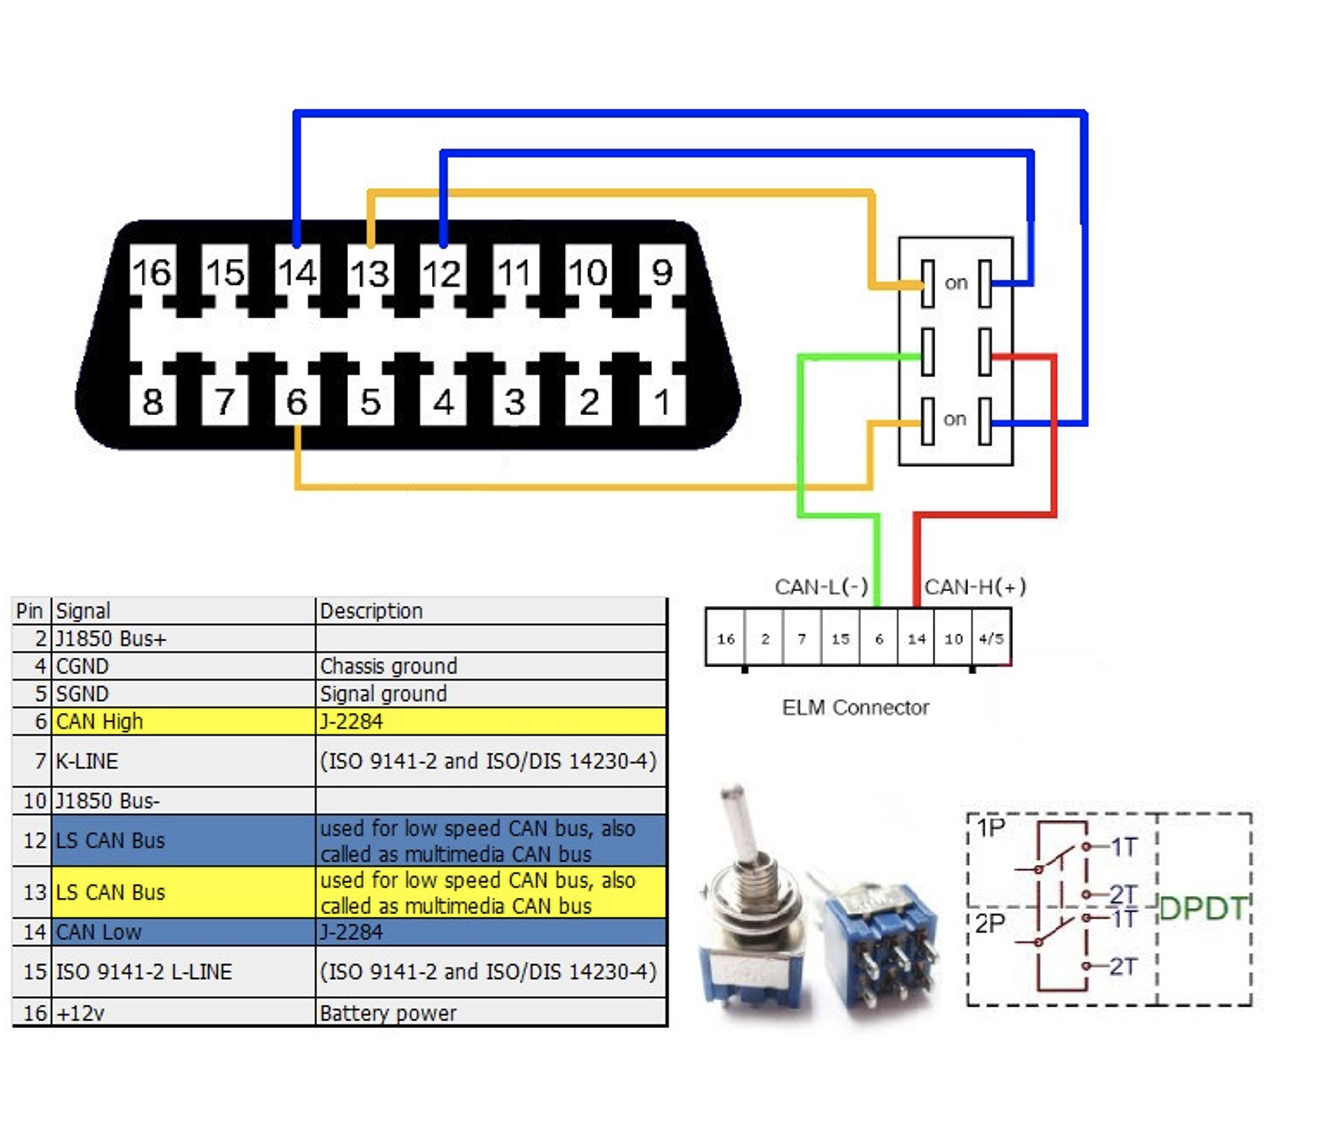 16 15 14 13 12 11 10 9
on
8 7 6 5 4 3 2 1
on
CAN-L(-) CAN-H(+)
16 2 7 15 6 14 10 4/5
ELM Connector
Pin Signal Description
2 J1850 Bus+
4 CGND Chassis ground
5 SGND Signal ground
6 CAN High J-2284
7 K-LINE (ISO 9141-2 and ISO/DIS 14230-4)
10 J1850 Bus-
12 LS CAN Bus used for low speed CAN bus, also
called as multimedia CAN bus
13 LS CAN Bus used for low speed CAN bus, also
called as multimedia CAN bus
14 CAN Low J-2284
15 ISO 9141-2 L-LINE (ISO 9141-2 and ISO/DIS 14230-4)
16 +12v Battery power
1P
1T
2T
2P
1T
2T
DPDT